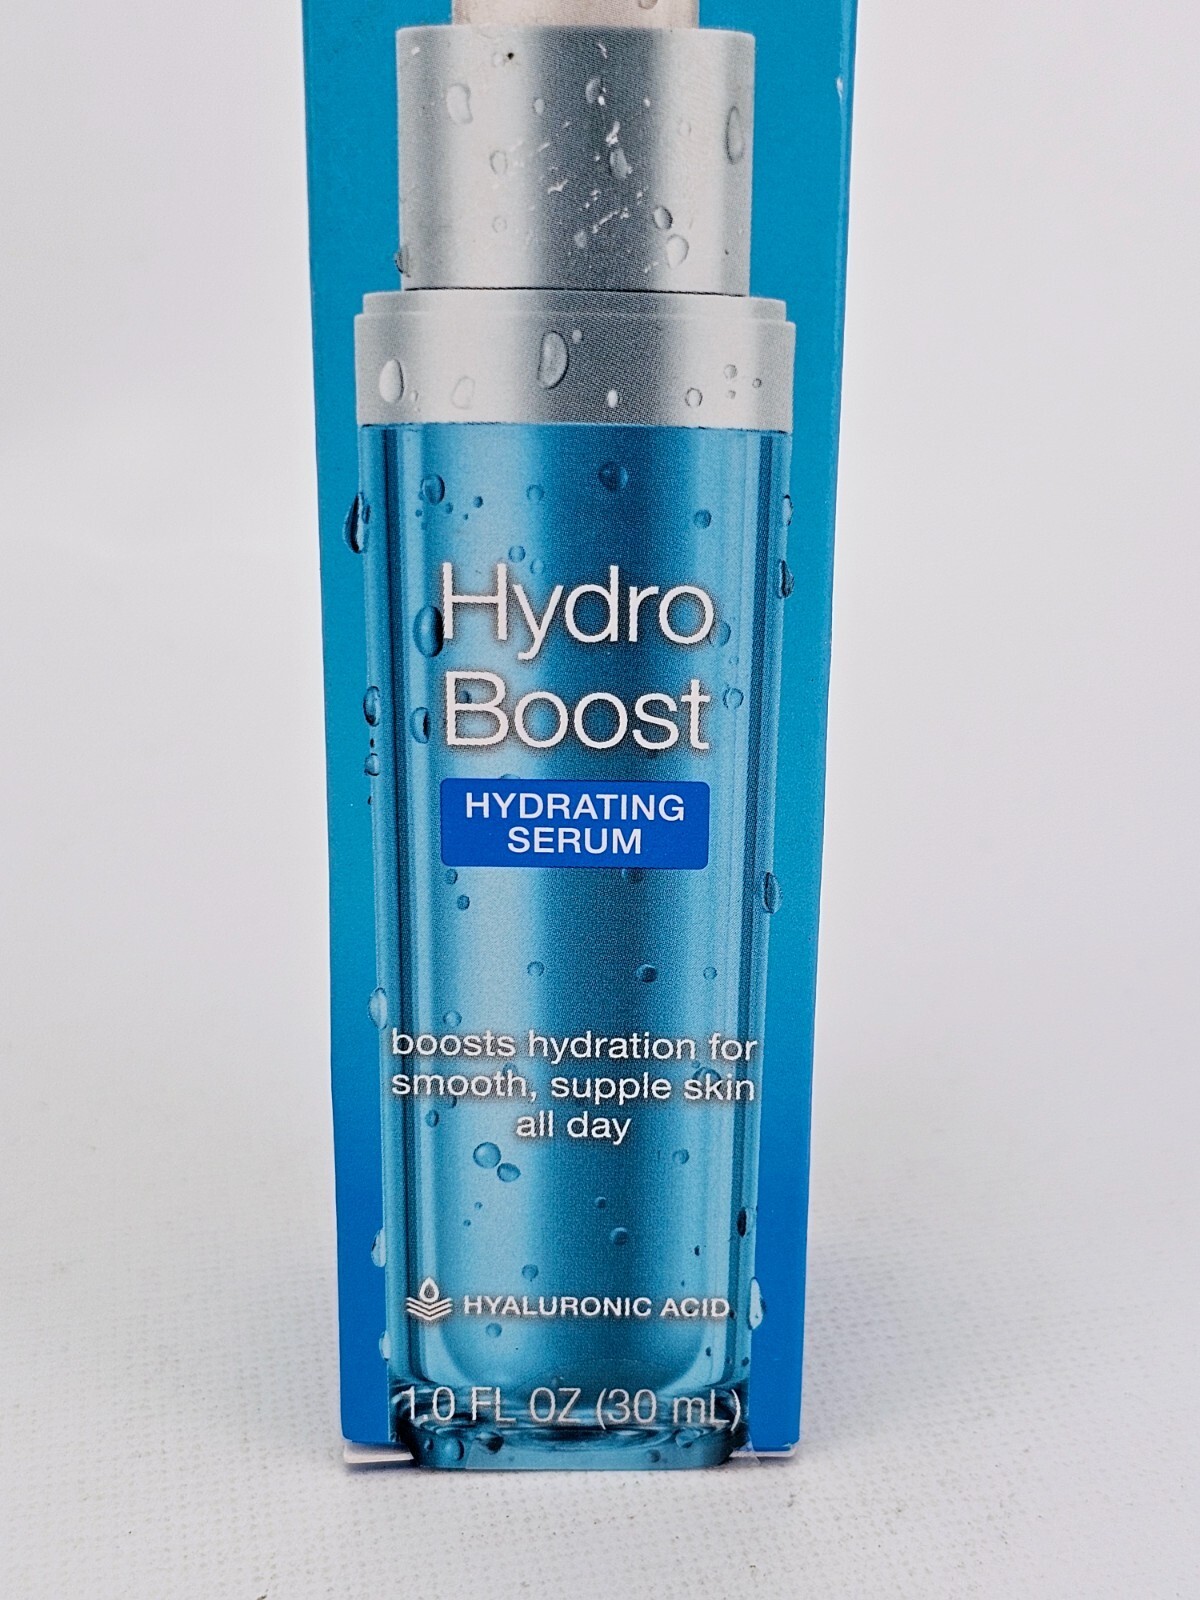 Hydro
Boost
HYDRATING
SERUM
boosts hydration for
smooth, supple skin
all day
HYALURONIC ACID
1.0 FL OZ (30 mL)